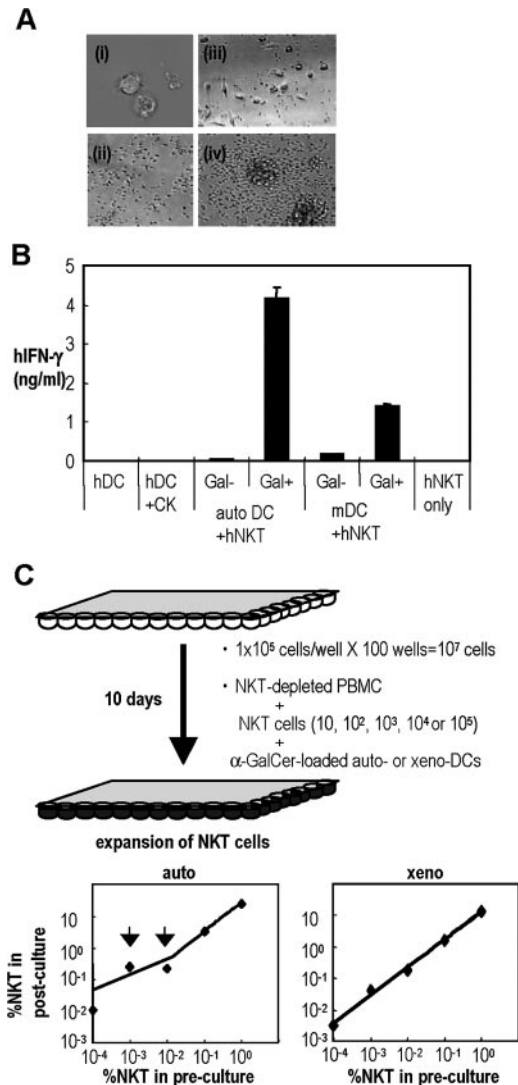 A
(i)
(iii)
(ii)
(iv)
B
hIFN-γ
(ng/ml)
5
4
3
2
1
0
hDC
hDC
+CK
Gal-
Gal+
Gal-
Gal+
hNKT
only
auto DC
+hNKT
mDC
+hNKT
C
10 days
• 1x10⁵ cells/well X 100 wells=10⁷ cells
• NKT-depleted PBMC
+
NKT cells (10, 10², 10³, 10⁴ or 10⁵)
+
α-GalCer-loaded auto- or xeno-DCs
expansion of NKT cells
auto
%NKT in
post-culture
10
10⁰
10⁻¹
10⁻²
10⁻³
10⁻⁴ 10⁻³ 10⁻² 10⁻¹ 10⁰
%NKT in pre-culture
xeno
10
10⁰
10⁻¹
10⁻²
10⁻³
10⁻⁴ 10⁻³ 10⁻² 10⁻¹ 10⁰
%NKT in pre-culture